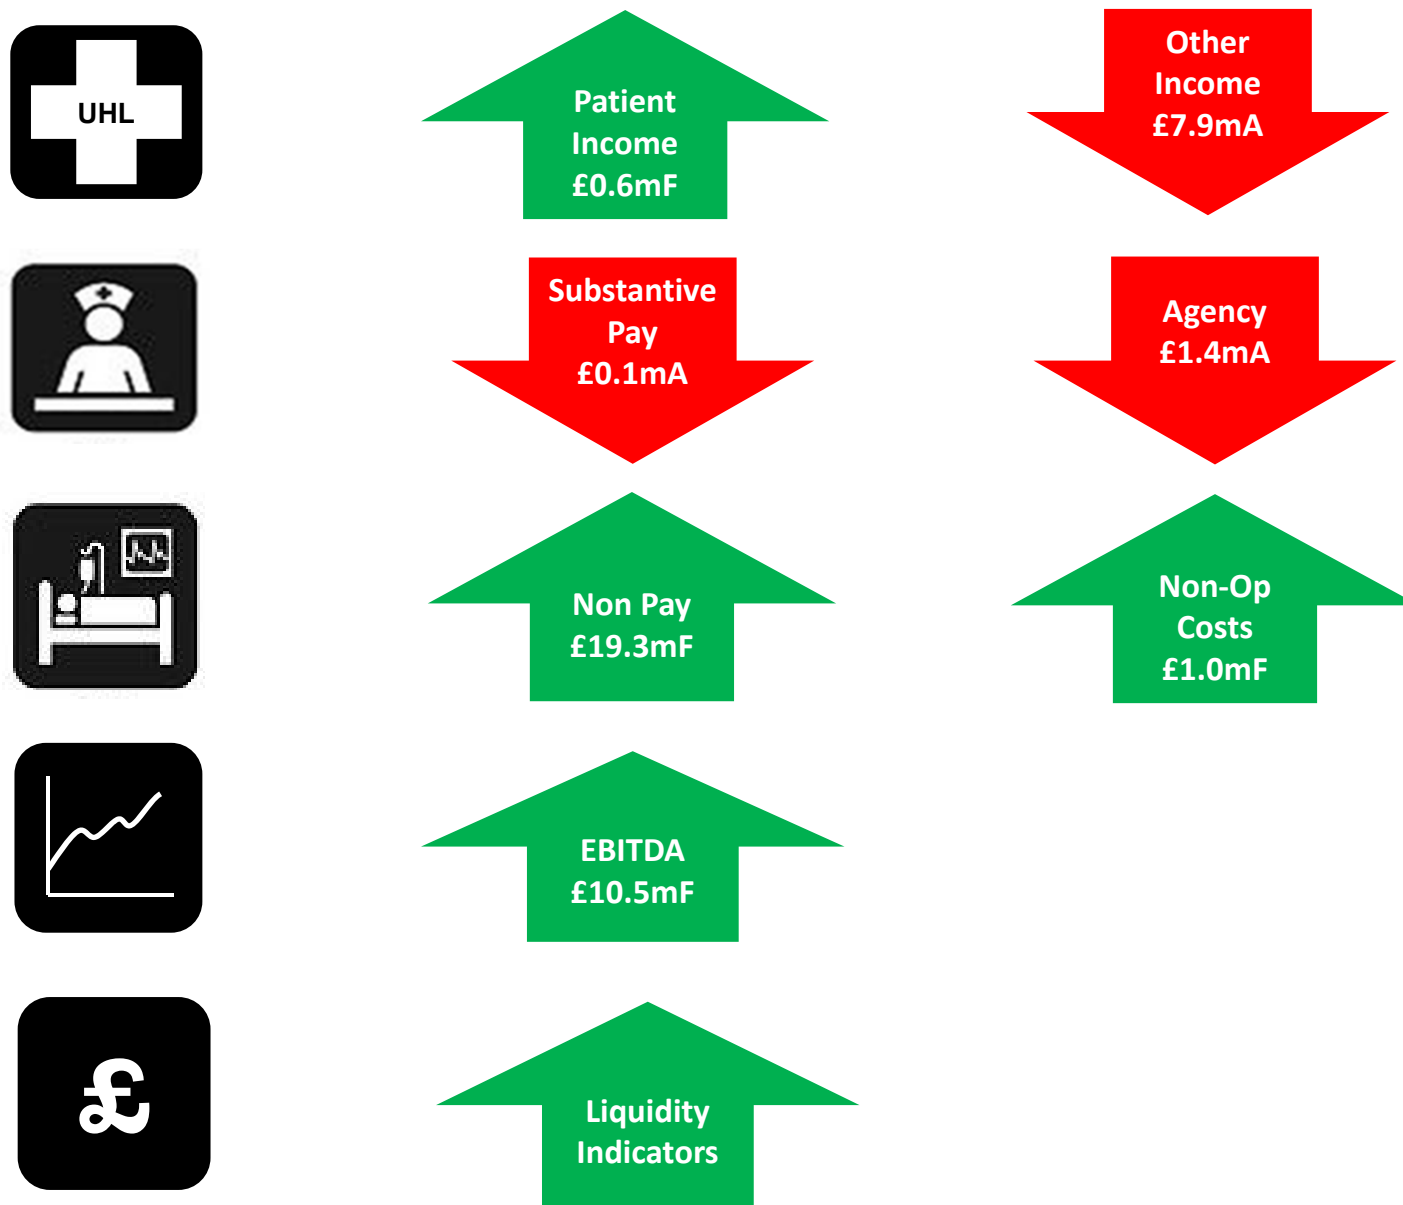 UHL
Patient
Income
£0.6mF
Other
Income
£7.9mA
Substantive
Pay
£0.1mA
Agency
£1.4mA
Non Pay
£19.3mF
Non-Op
Costs
£1.0mF
EBITDA
£10.5mF
£
Liquidity
Indicators